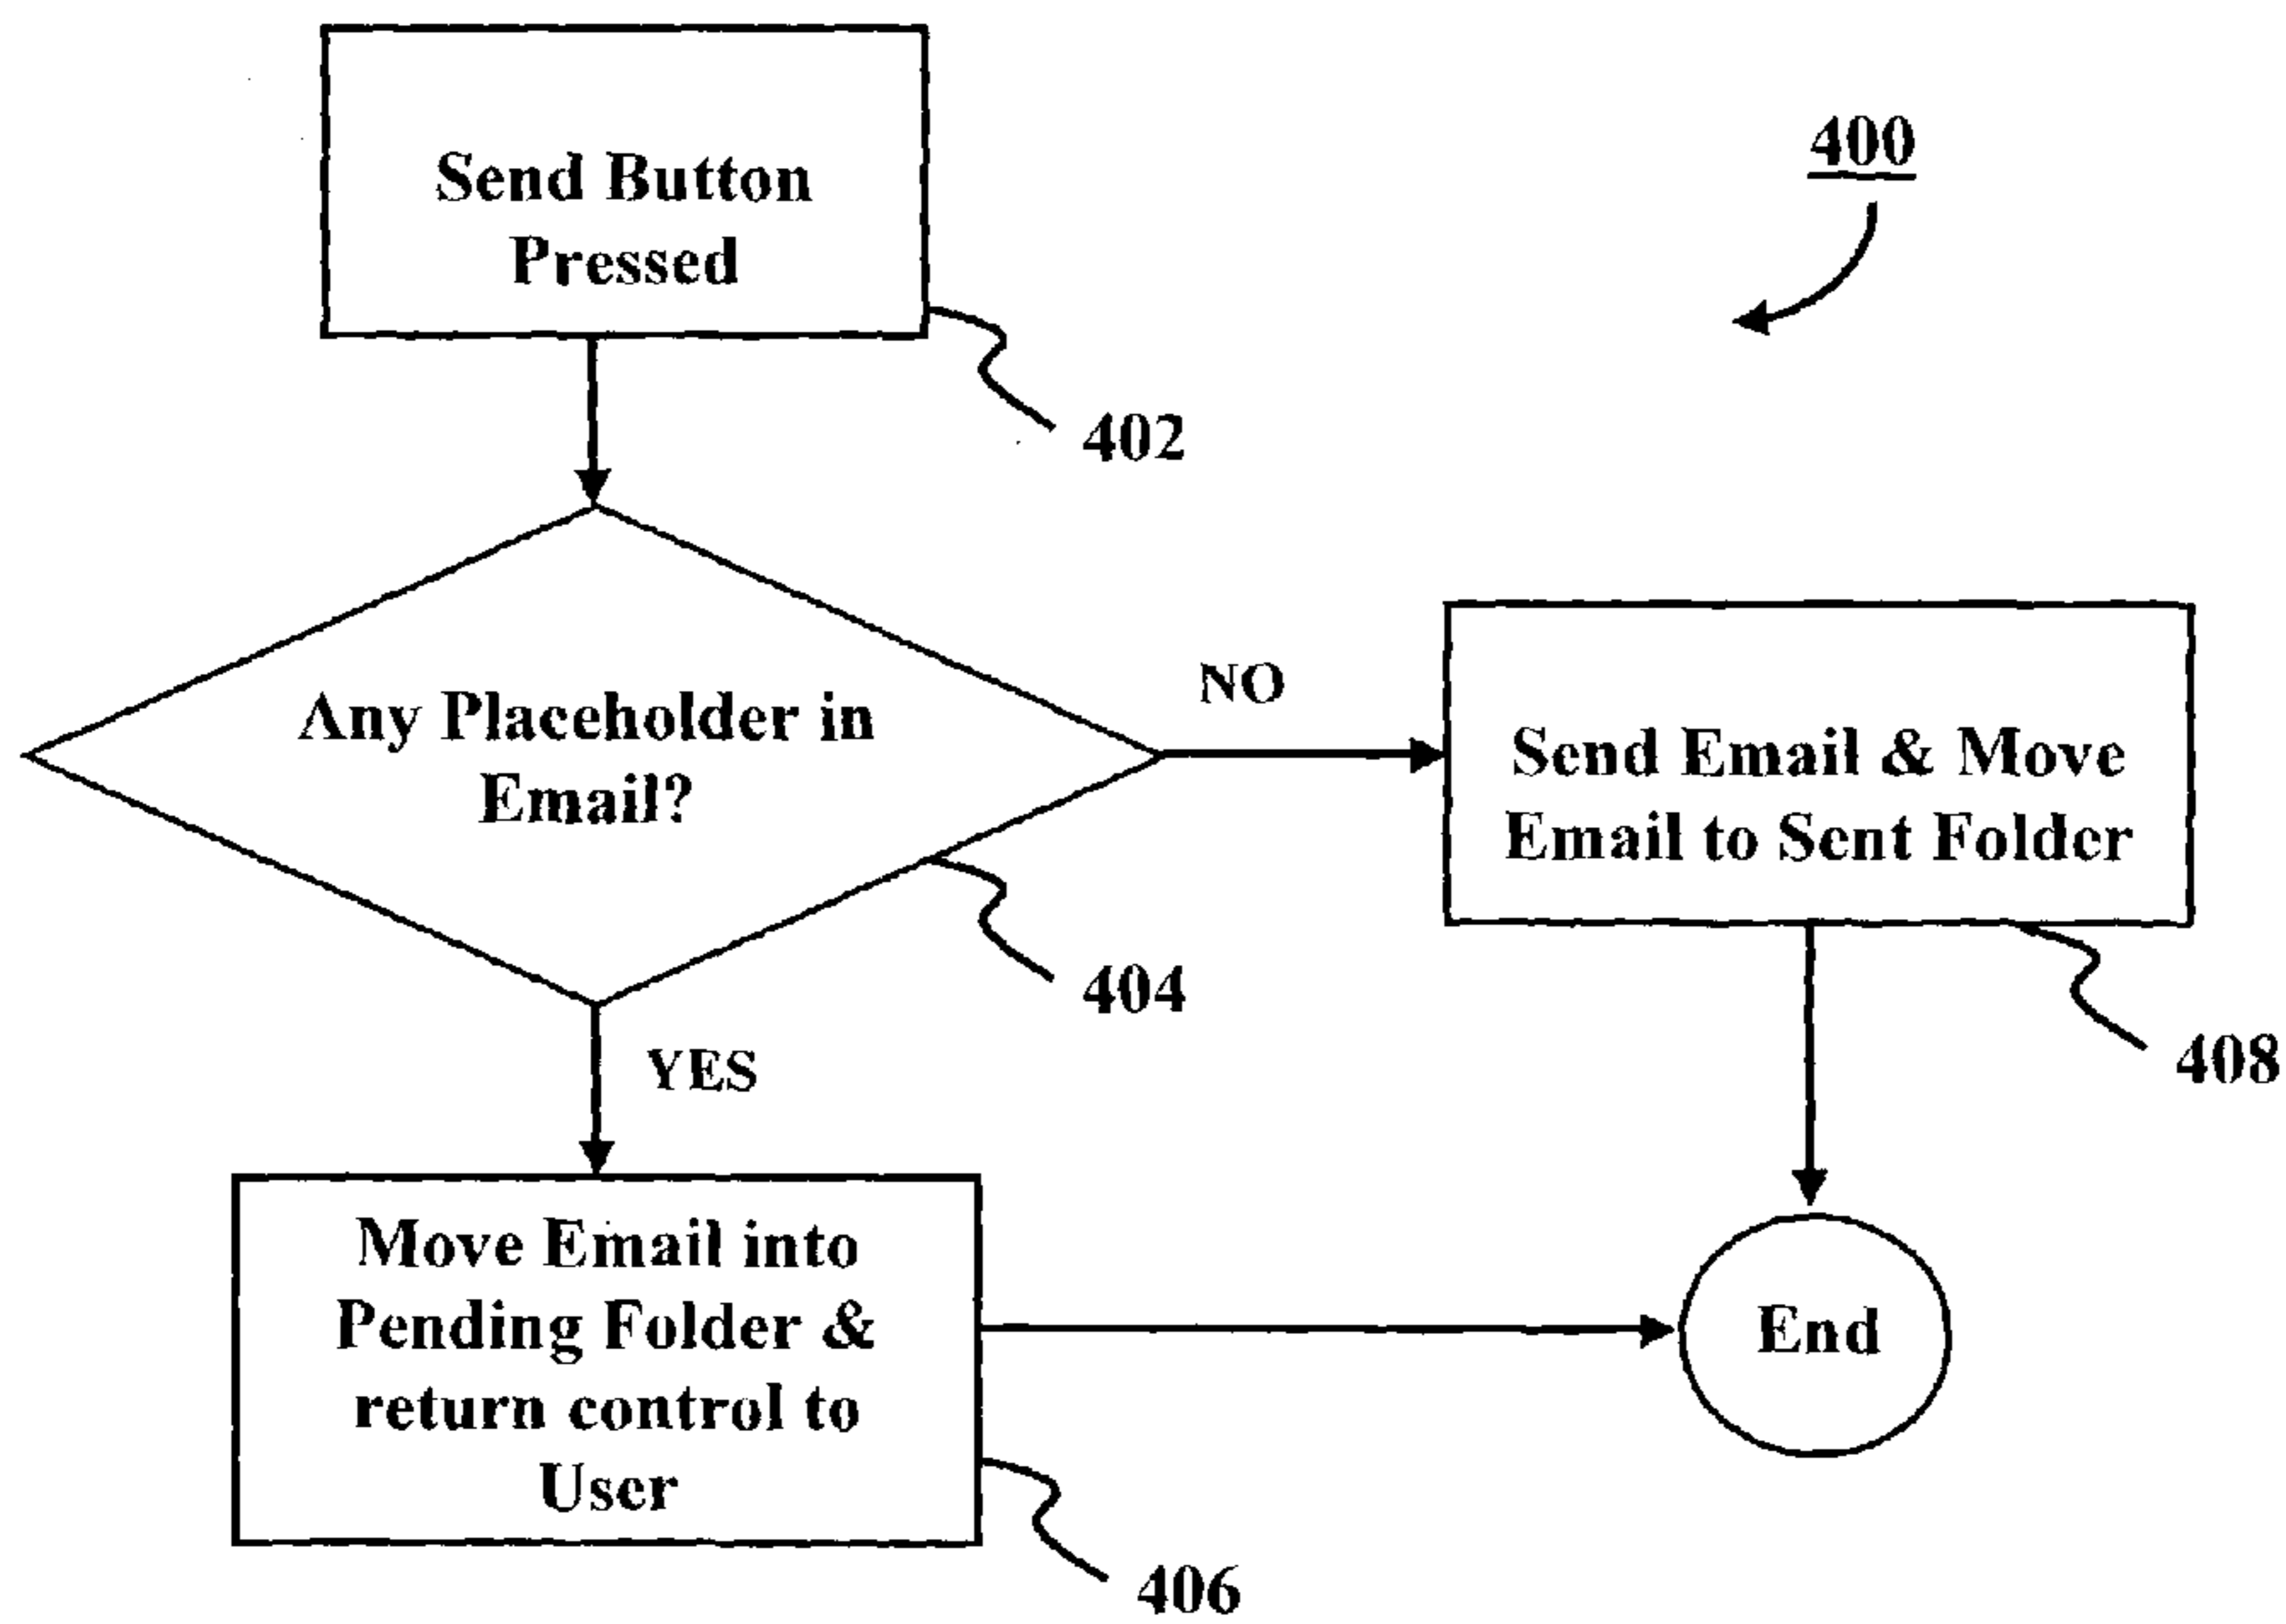 Send Button
Pressed
400
402
Any Placeholder in
Email?
NO
Send Email & Move
Email to Sent Folder
404
408
YES
Move Email into
Pending Folder &
return control to
User
End
406